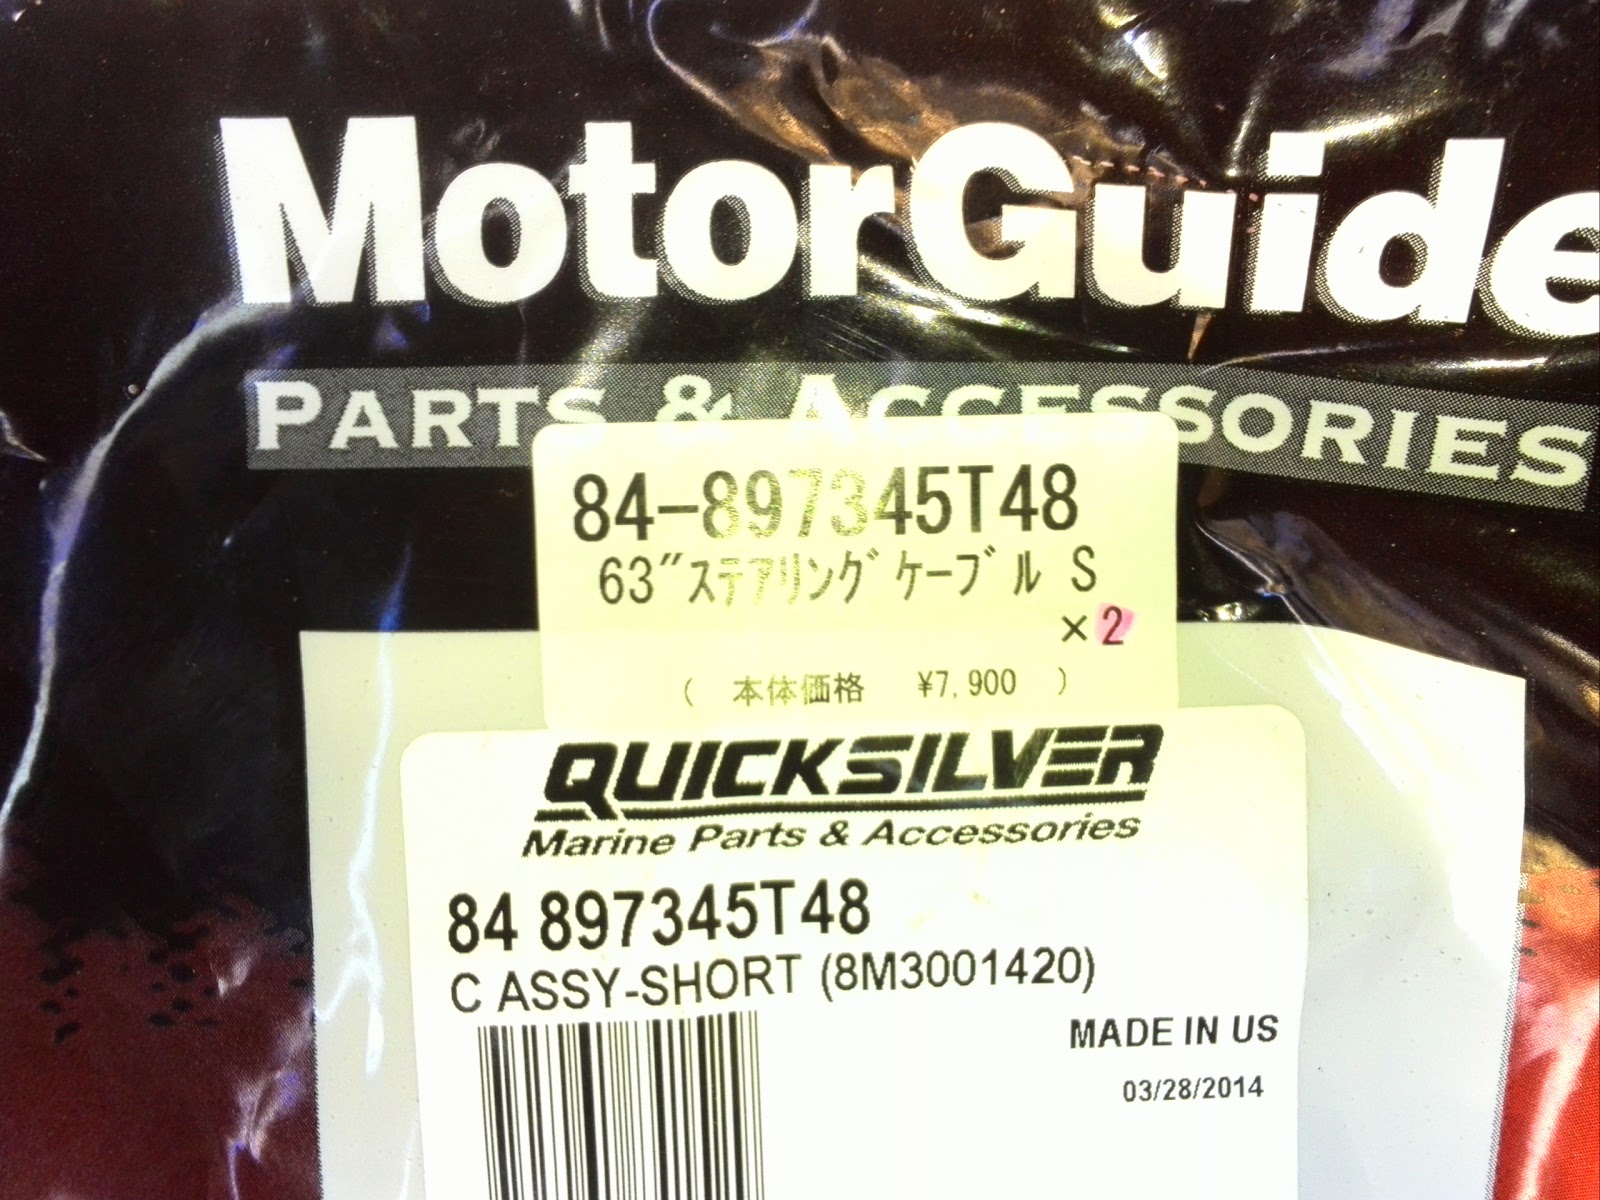 MotorGuide
PARTS & ACCESSORIES
84-897345T48
63"ステアリングケーブル S
×2
( 本体価格 ¥7,900 )
QUICKSILVER
Marine Parts & Accessories
84 897345T48
C ASSY-SHORT (8M3001420)
MADE IN US
03/28/2014